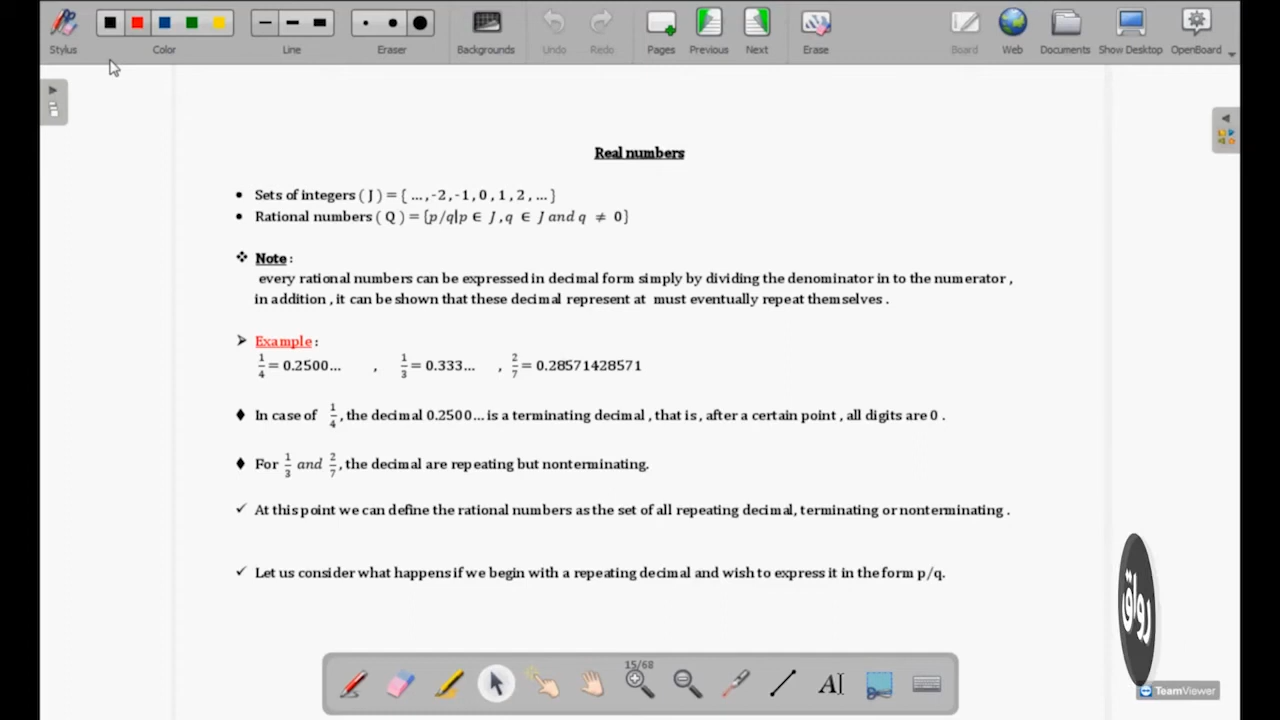 Stylus Color Line Eraser Backgrounds Undo Redo Pages Previous Next Erase Board Web Documents Show Desktop OpenBoard
Real numbers
• Sets of integers ( J ) = { ... , -2 , -1 , 0 , 1 , 2 , ... }
• Rational numbers ( Q ) = {p/q|p ∈ J , q ∈ J and q ≠ 0}
❖ Note :
every rational numbers can be expressed in decimal form simply by dividing the denominator in to the numerator ,
in addition , it can be shown that these decimal represent at must eventually repeat themselves .
➢ Example :
1/4 = 0.2500... , 1/3 = 0.333... , 2/7 = 0.28571428571
♦ In case of 1/4 , the decimal 0.2500... is a terminating decimal , that is , after a certain point , all digits are 0 .
♦ For 1/3 and 2/7 , the decimal are repeating but nonterminating.
✓ At this point we can define the rational numbers as the set of all repeating decimal, terminating or nonterminating .
✓ Let us consider what happens if we begin with a repeating decimal and wish to express it in the form p/q.
رواق
15/68
TeamViewer